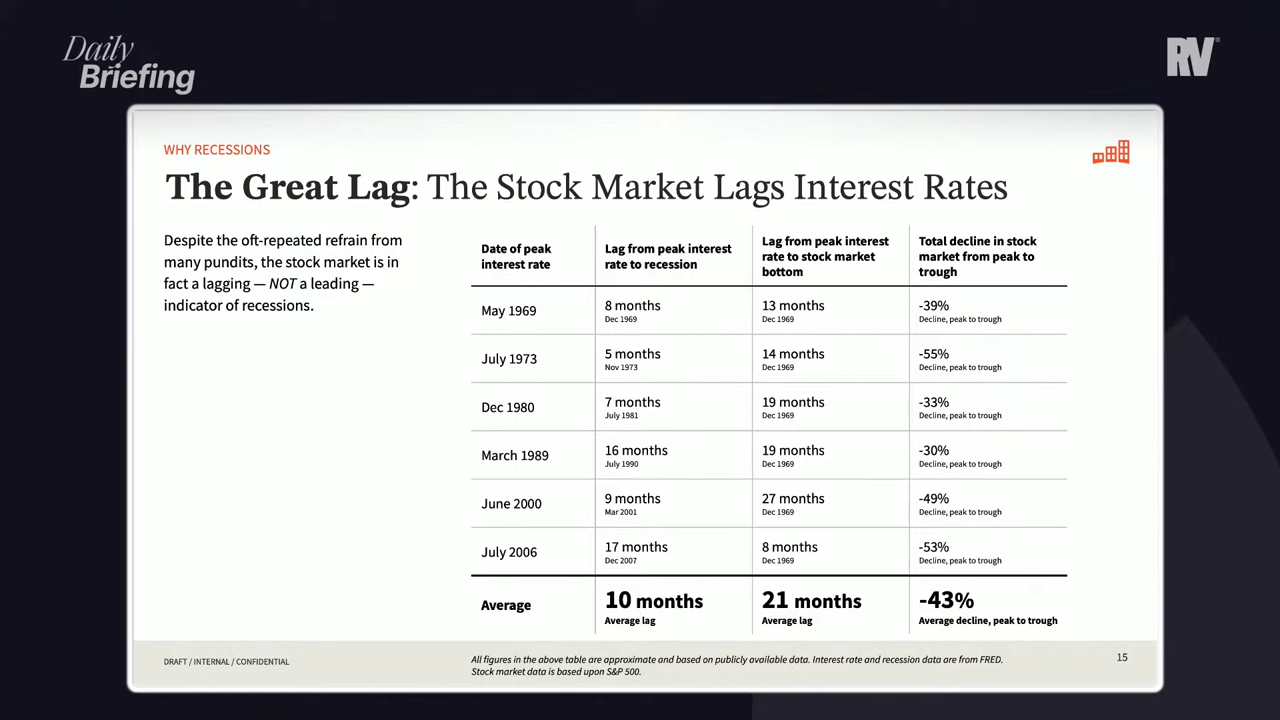 Daily
Briefing
RV
WHY RECESSIONS
The Great Lag: The Stock Market Lags Interest Rates
Despite the oft-repeated refrain from
many pundits, the stock market is in
fact a lagging — NOT a leading —
indicator of recessions.
Date of peak
interest rate
Lag from peak interest
rate to recession
Lag from peak interest
rate to stock market
bottom
Total decline in stock
market from peak to
trough
May 1969
8 months
Dec 1969
13 months
Dec 1969
-39%
Decline, peak to trough
July 1973
5 months
Nov 1973
14 months
Dec 1969
-55%
Decline, peak to trough
Dec 1980
7 months
July 1981
19 months
Dec 1969
-33%
Decline, peak to trough
March 1989
16 months
July 1990
19 months
Dec 1969
-30%
Decline, peak to trough
June 2000
9 months
Mar 2001
27 months
Dec 1969
-49%
Decline, peak to trough
July 2006
17 months
Dec 2007
8 months
Dec 1969
-53%
Decline, peak to trough
Average
10 months
Average lag
21 months
Average lag
-43%
Average decline, peak to trough
DRAFT / INTERNAL / CONFIDENTIAL
All figures in the above table are approximate and based on publicly available data. Interest rate and recession data are from FRED.
Stock market data is based upon S&P 500.
15